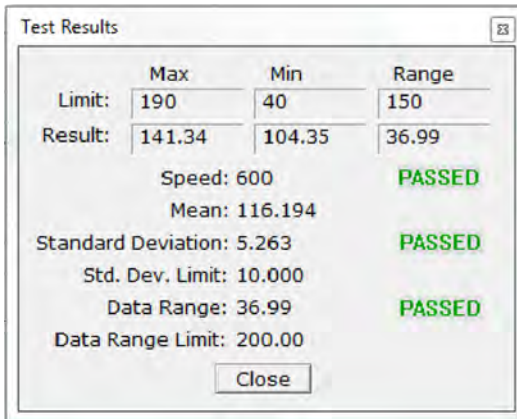 Test Results
Max Min Range
Limit: 190 40 150
Result: 141.34 104.35 36.99
Speed: 600 PASSED
Mean: 116.194
Standard Deviation: 5.263 PASSED
Std. Dev. Limit: 10.000
Data Range: 36.99 PASSED
Data Range Limit: 200.00
Close